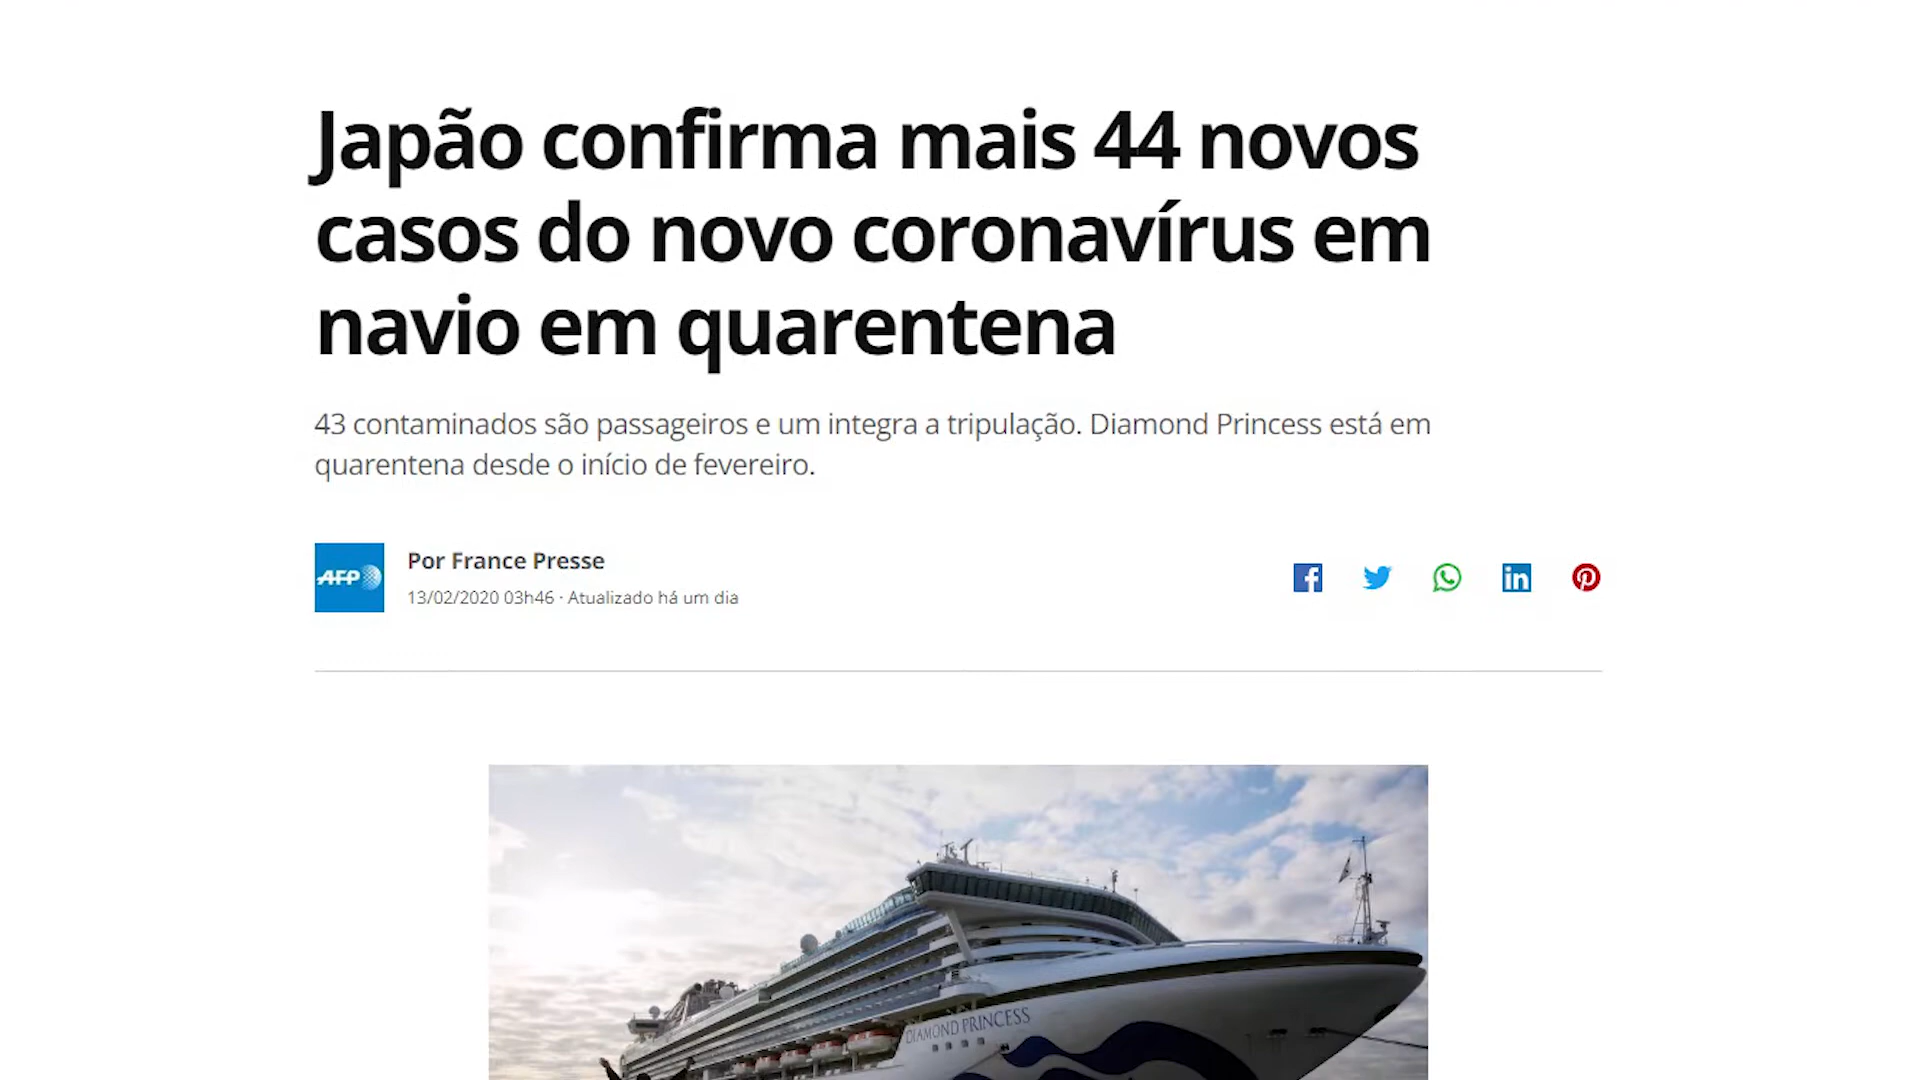 Japão confirma mais 44 novos
casos do novo coronavírus em
navio em quarentena
43 contaminados são passageiros e um integra a tripulação. Diamond Princess está em
quarentena desde o início de fevereiro.
AFP
Por France Presse
13/02/2020 03h46 · Atualizado há um dia
DIAMOND PRINCESS